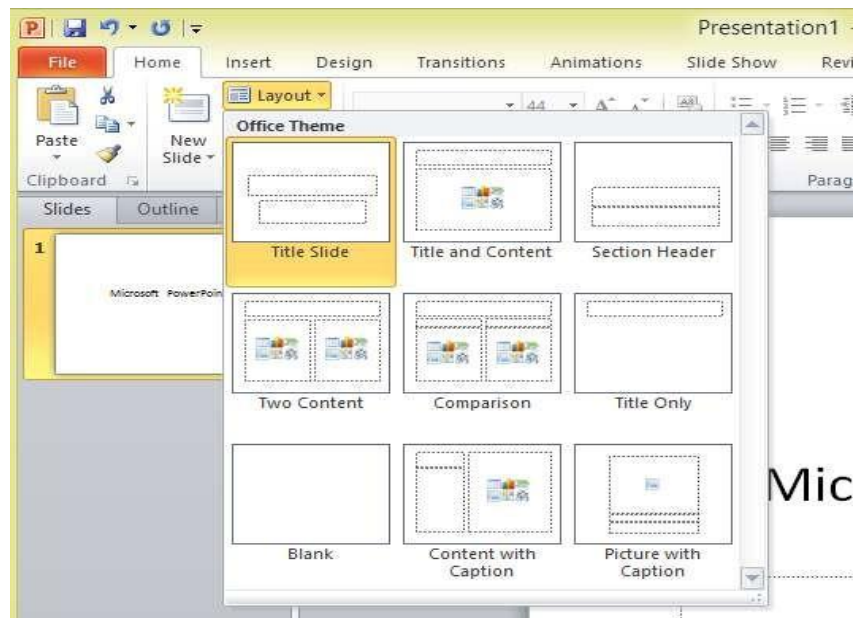 Presentation1 -
File Home Insert Design Transitions Animations Slide Show Revi
Layout
44
Paste
New
Slide
Clipboard
Parag
Office Theme
Slides Outline
1
Microsoft PowerPoin
Title Slide
Title and Content
Section Header
Two Content
Comparison
Title Only
Blank
Content with
Caption
Picture with
Caption
Mic